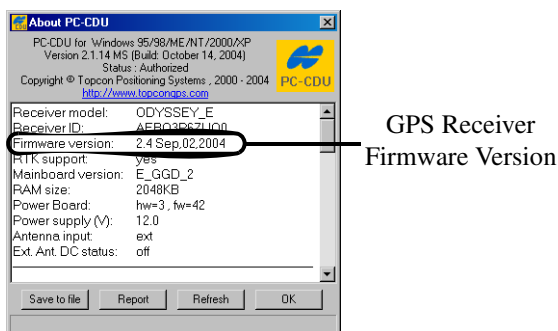 About PC-CDU
PC-CDU for Windows 95/98/ME/NT/2000/XP
Version 2.1.14 MS (Build: October 14, 2004)
Status : Authorized
Copyright © Topcon Positioning Systems , 2000 - 2004
http://www.topcongps.com
PC-CDU
Receiver model: ODYSSEY_E
Receiver ID:
Firmware version: 2.4 Sep,02,2004
RTK support: yes
Mainboard version: E_GGD_2
RAM size: 2048KB
Power Board: hw=3 , fw=42
Power supply (V): 12.0
Antenna input: ext
Ext. Ant. DC status: off
Save to file
Report
Refresh
OK
GPS Receiver
Firmware Version